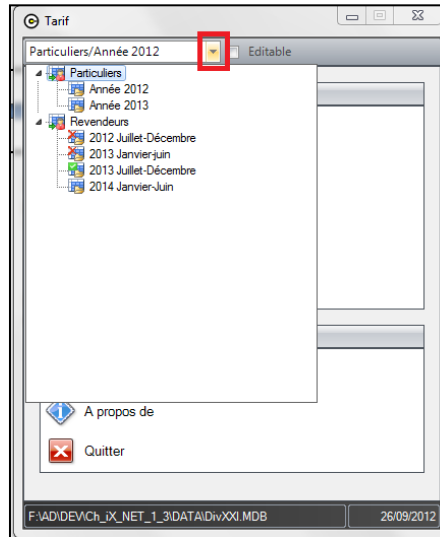 Tarif
Particuliers/Année 2012
Editable
Particuliers
Année 2012
Année 2013
Revendeurs
2012 Juillet-Décembre
2013 Janvier-juin
2013 Juillet-Décembre
2014 Janvier-Juin
A propos de
Quitter
F:\AD\DEV\Ch_iX_NET_1_3\DATA\DivXXI.MDB 26/09/2012